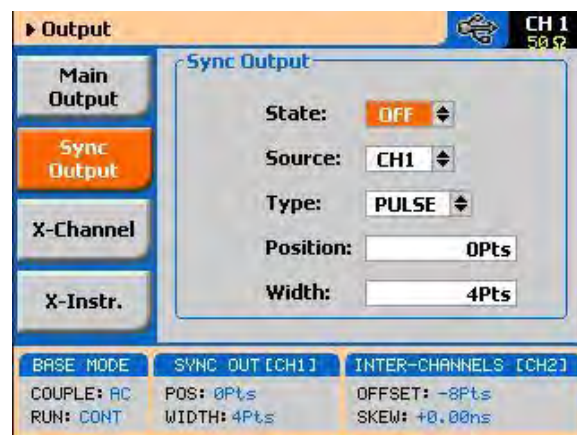 Output
CH 1
50 Ω
Main
Output
Sync
Output
X-Channel
X-Instr.
Sync Output
State: OFF
Source: CH1
Type: PULSE
Position: 0Pts
Width: 4Pts
BASE MODE
COUPLE: AC
RUN: CONT
SYNC OUT [CH1]
POS: 0Pts
WIDTH: 4Pts
INTER-CHANNELS [CH2]
OFFSET: -8Pts
SKEW: +0.00ns